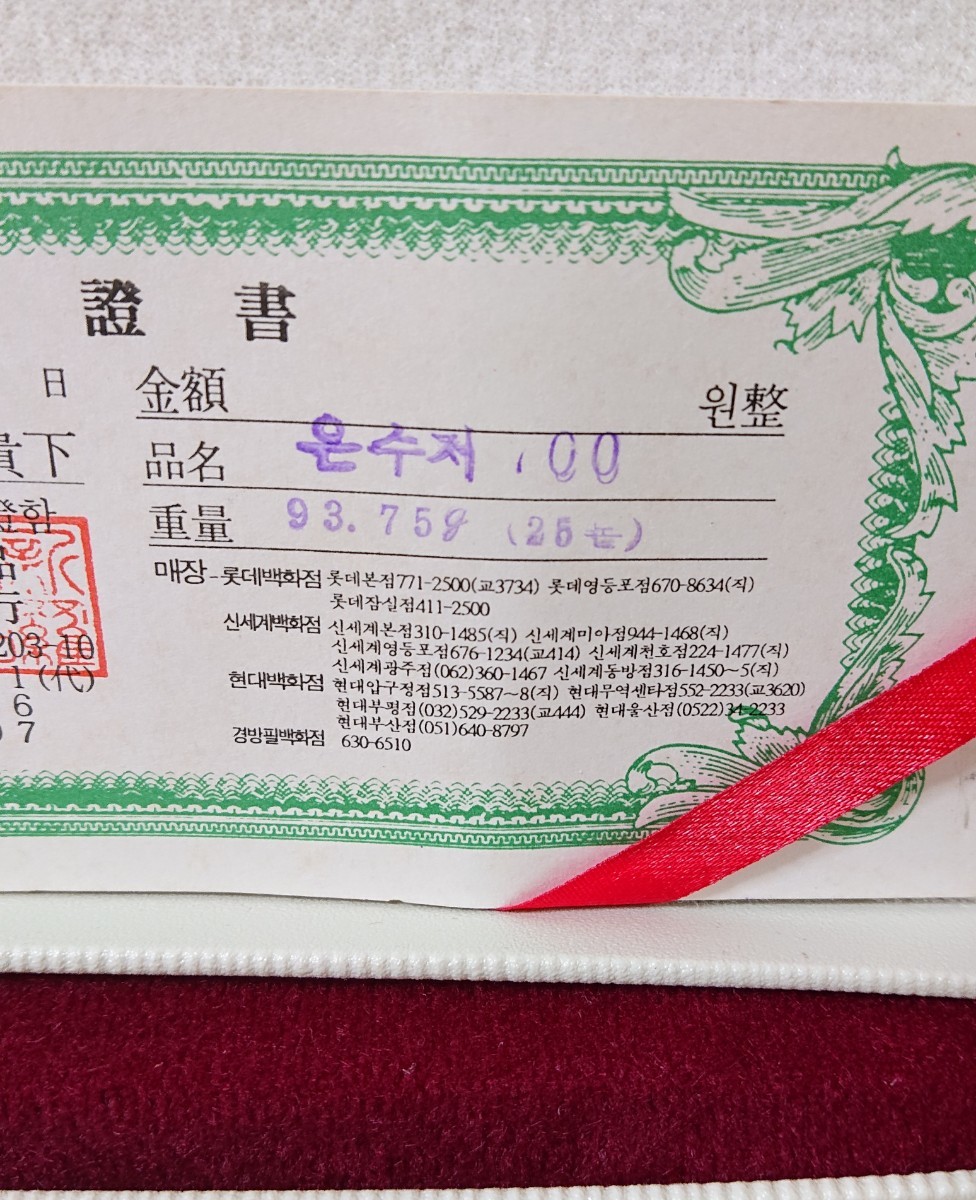 證 書
日
金額 원整
貴下
品名 은수저 100
證함
重量 93.75g (25돈)
매장-롯데백화점 롯데본점771-2500(교3734) 롯데영등포점670-8634(직)
롯데잠실점411-2500
신세계백화점 신세계본점310-1485(직) 신세계미아점944-1468(직)
신세계영등포점676-1234(교414) 신세계천호점224-1477(직)
신세계광주점(062)360-1467 신세계동방점316-1450~5(직)
현대백화점 현대압구정점513-5587~8(직) 현대무역센타점552-2233(교3620)
현대부평점(032)529-2233(교444) 현대울산점(0522)34-2233
현대부산점(051)640-8797
경방필백화점 630-6510
203-10
1(代)
6
7